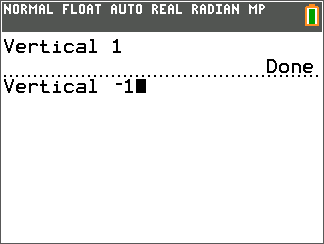 NORMAL FLOAT AUTO REAL RADIAN MP
Vertical 1
Done
Vertical ⁻1